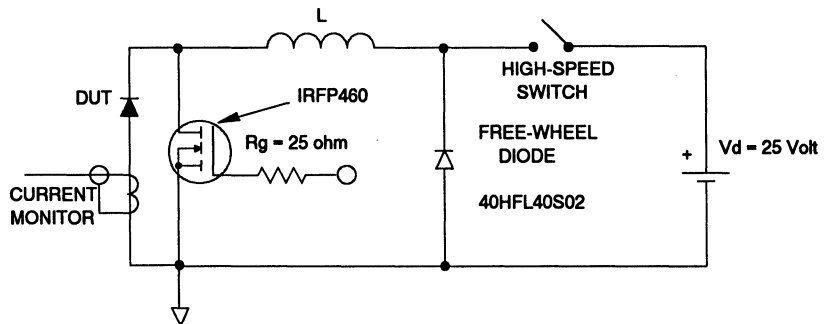 L
HIGH-SPEED
SWITCH
DUT
IRFP460
Rg = 25 ohm
FREE-WHEEL
DIODE
+
Vd = 25 Volt
CURRENT
MONITOR
40HFL40S02